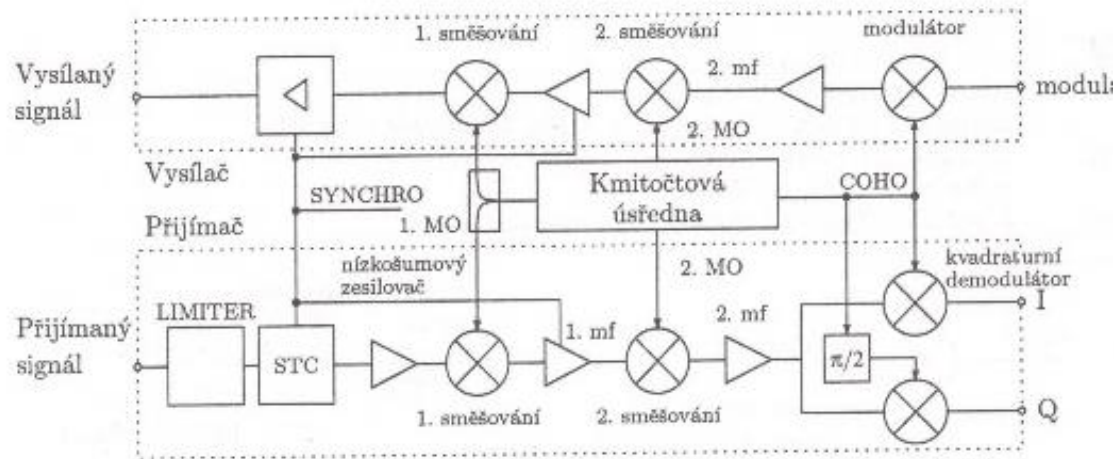 1. směšování
2. směšování
modulátor
Vysílaný
signál
2. mf
2. MO
Vysílač
SYNCHRO
Přijímač
1. MO
Kmitočtová
úsředna
COHO
nízkošumový
zesilovač
2. MO
kvadraturní
demodulátor
LIMITER
Přijímaný
signál
STC
1. mf
2. mf
I
π/2
1. směšování
2. směšování
Q